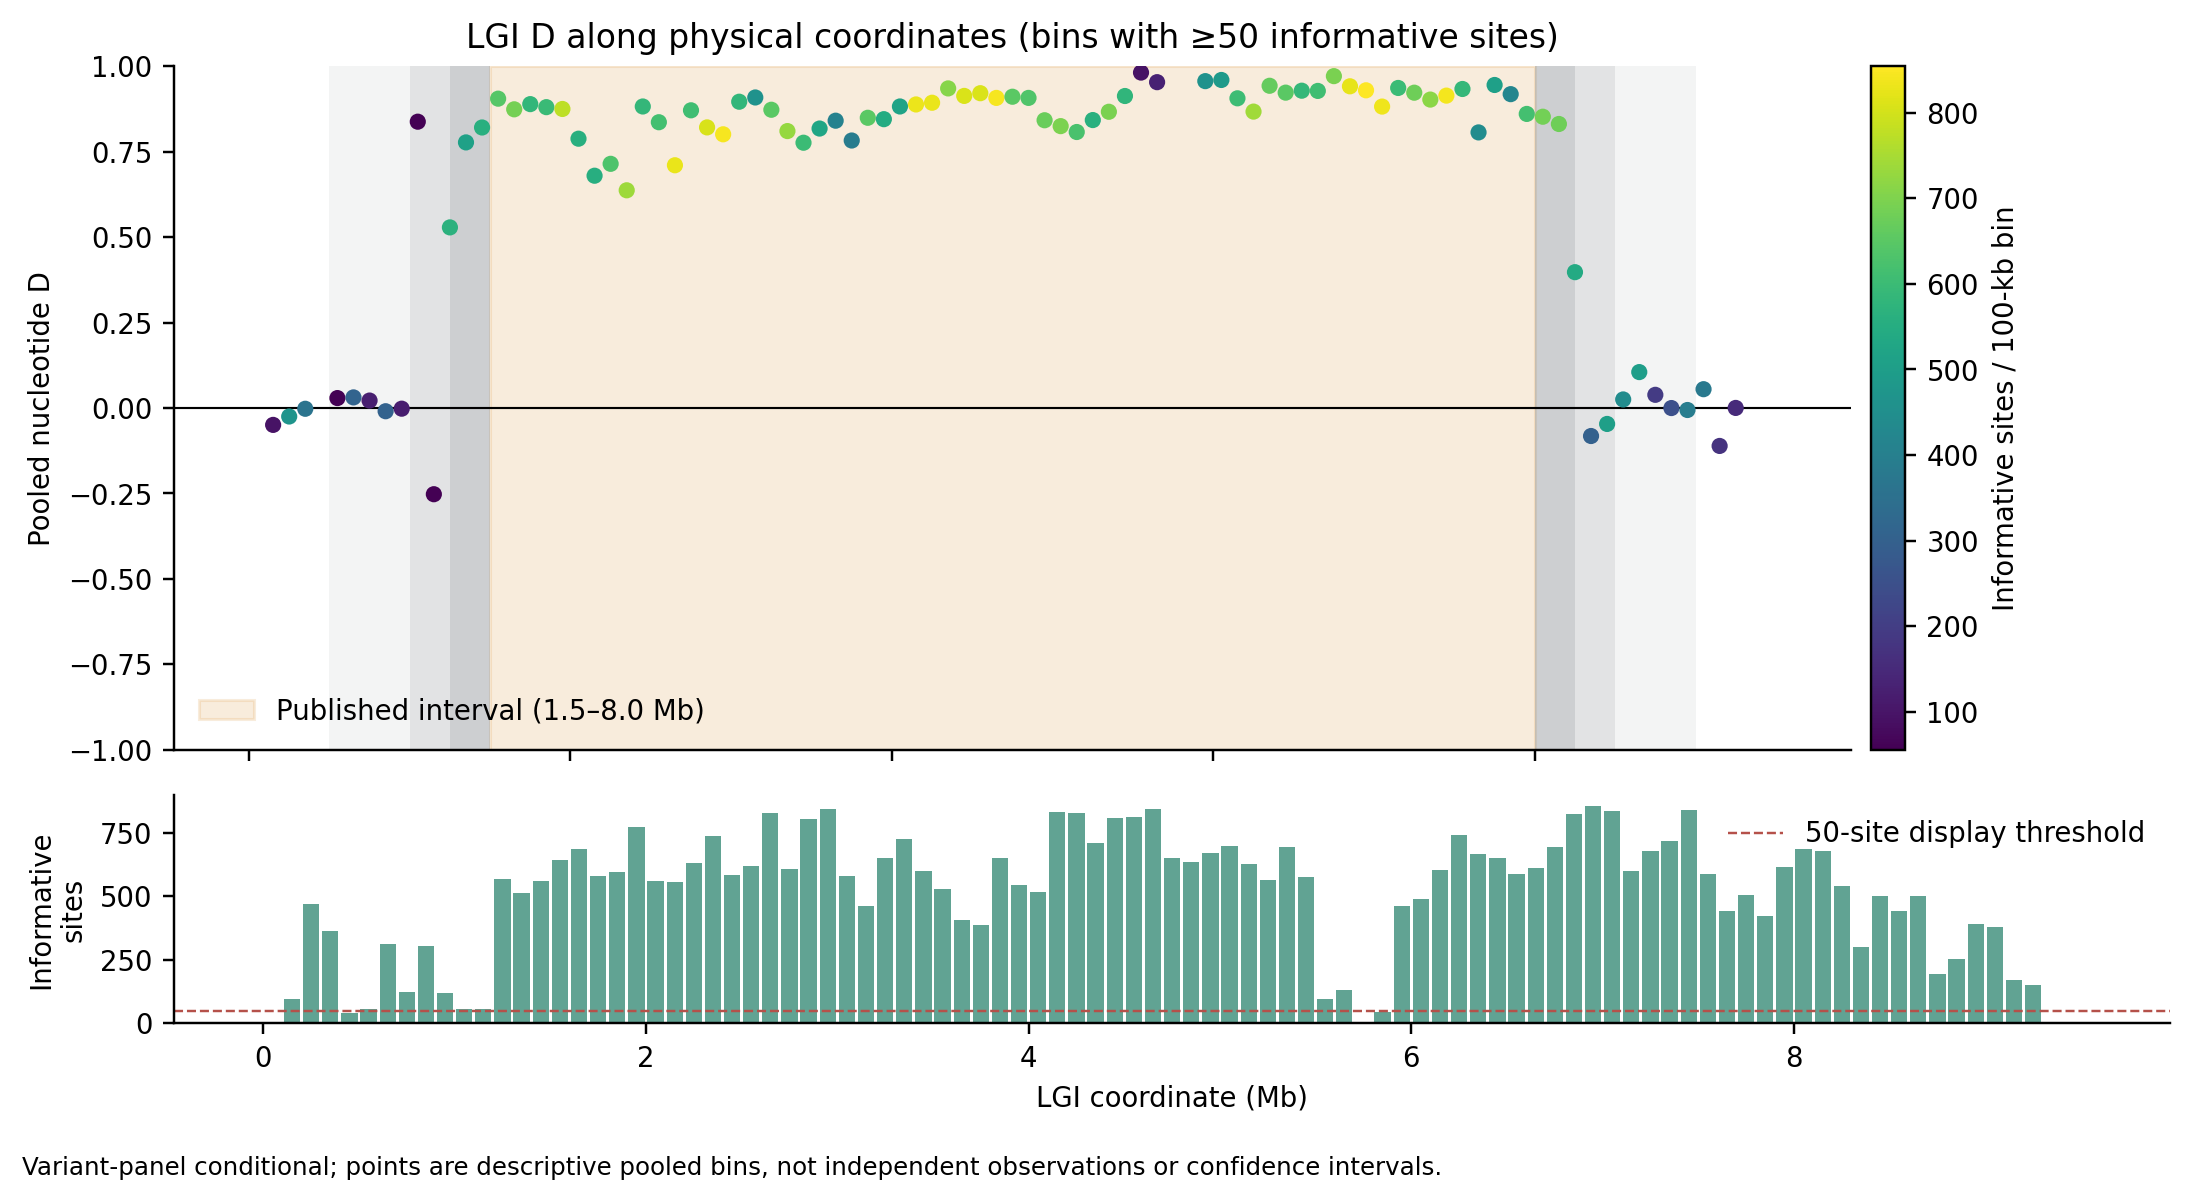 LGI D along physical coordinates (bins with ≥50 informative sites)
1.00
0.75
0.50
0.25
0.00
−0.25
−0.50
−0.75
−1.00
Pooled nucleotide D
Published interval (1.5–8.0 Mb)
800
700
600
500
400
300
200
100
Informative sites / 100-kb bin
750
500
250
0
Informative
sites
50-site display threshold
0 2 4 6 8
LGI coordinate (Mb)
Variant-panel conditional; points are descriptive pooled bins, not independent observations or confidence intervals.